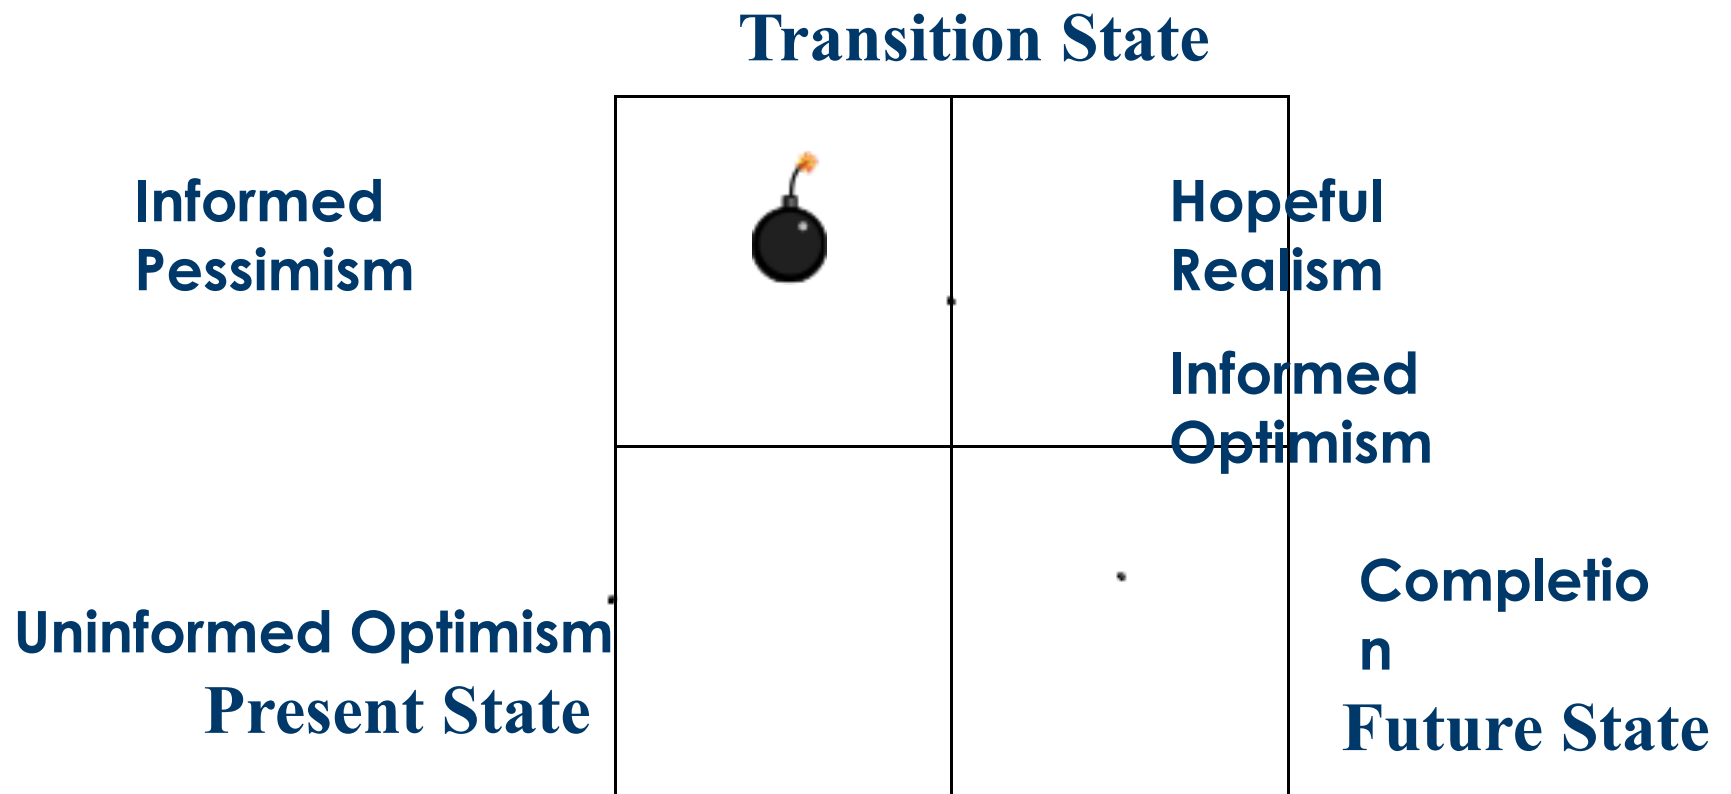 Transition State
Informed
Pessimism
Hopeful
Realism
Informed
Optimism
Uninformed Optimism
Present State
Completio
n
Future State